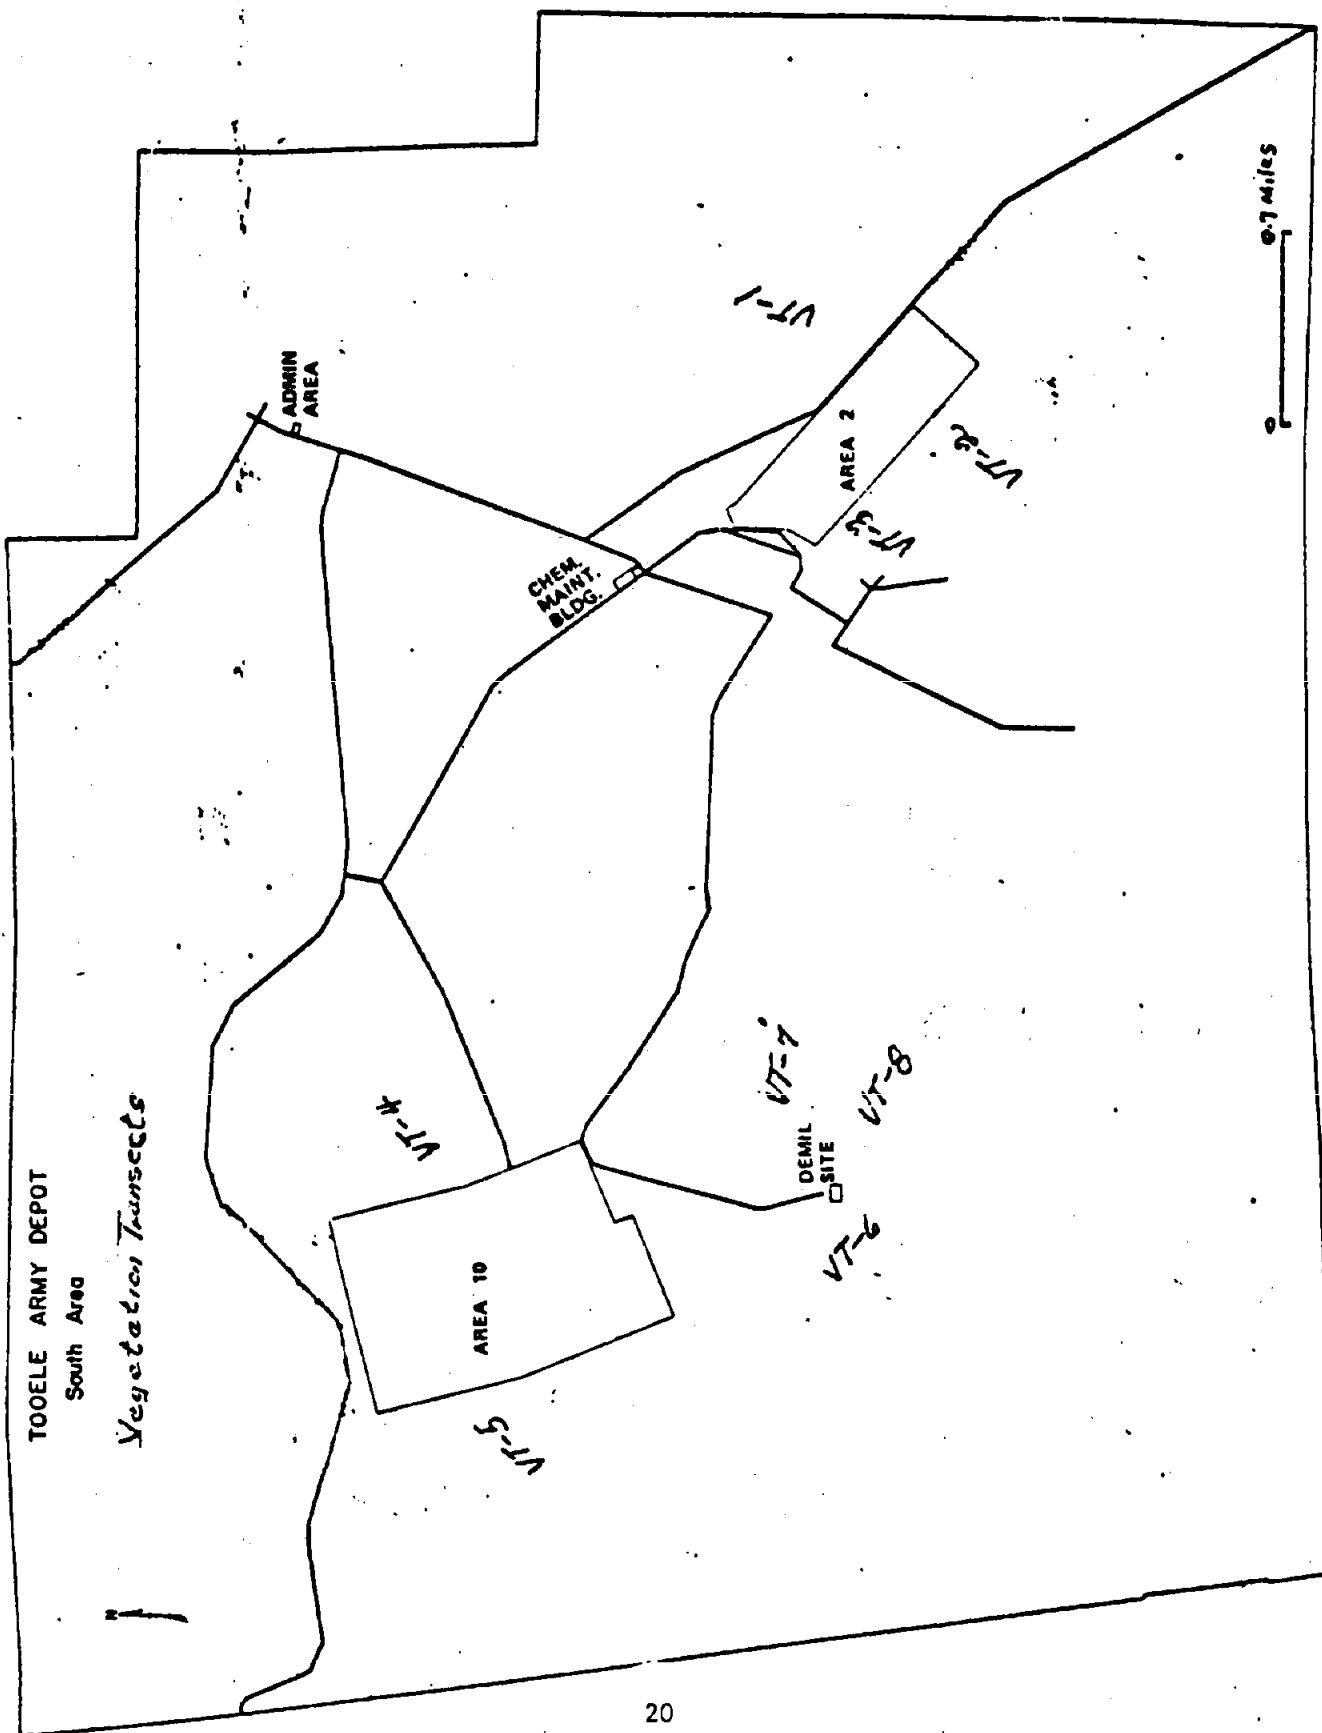 TOOELE ARMY DEPOT
South Area
Vegetation Transects
N
ADMIN
AREA
CHEM.
MAINT.
BLDG.
VT-1
AREA 2
VT-2
VT-3
VT-4
AREA 10
VT-5
DEMIL
SITE
VT-6
VT-7
VT-8
0 0.7 Miles
20